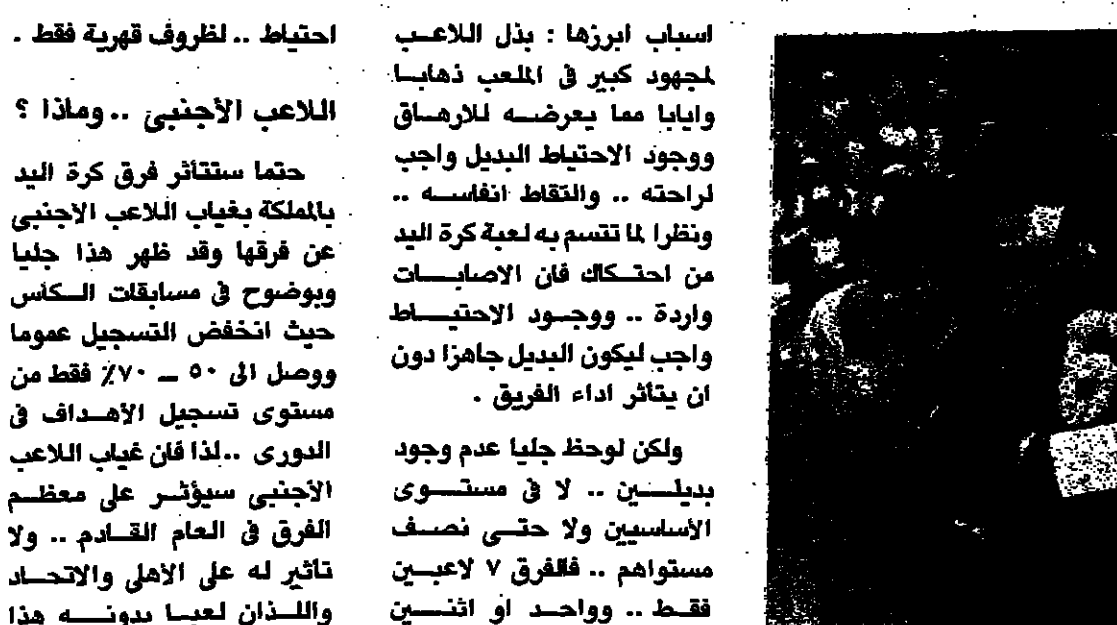 اسباب ابرزها : بذل اللاعب
لمجهود كبير في الملعب ذهابا
وايابا مما يعرضه للارهاق
ووجود الاحتياط البديل واجب
لراحته .. والتقاط انفاسه ..
ونظرا لما تتسم به لعبة كرة اليد
من احتكاك فان الاصابات
واردة .. ووجود الاحتياط
واجب ليكون البديل جاهزا دون
ان يتأثر اداء الفريق .
ولكن لوحظ جليا عدم وجود
بديلين .. لا في مستوى
الأساسيين ولا حتى نصف
مستواهم .. فالفرق ٧ لاعبين
فقط .. وواحد او اثنين
احتياط .. لظروف قهرية فقط .
اللاعب الأجنبي .. وماذا ؟
حتما ستتأثر فرق كرة اليد
بالمملكة بغياب اللاعب الأجنبي
عن فرقها وقد ظهر هذا جليا
وبوضوح في مسابقات الكأس
حيث انخفض التسجيل عموما
ووصل الى ٥٠ ــ ٧٠٪ فقط من
مستوى تسجيل الأهداف في
الدورى .. لذا فان غياب اللاعب
الأجنبي سيؤثر على معظم
الفرق في العام القادم .. ولا
تأثير له على الأهلي والاتحاد
واللذان لعبا بدونه هذا